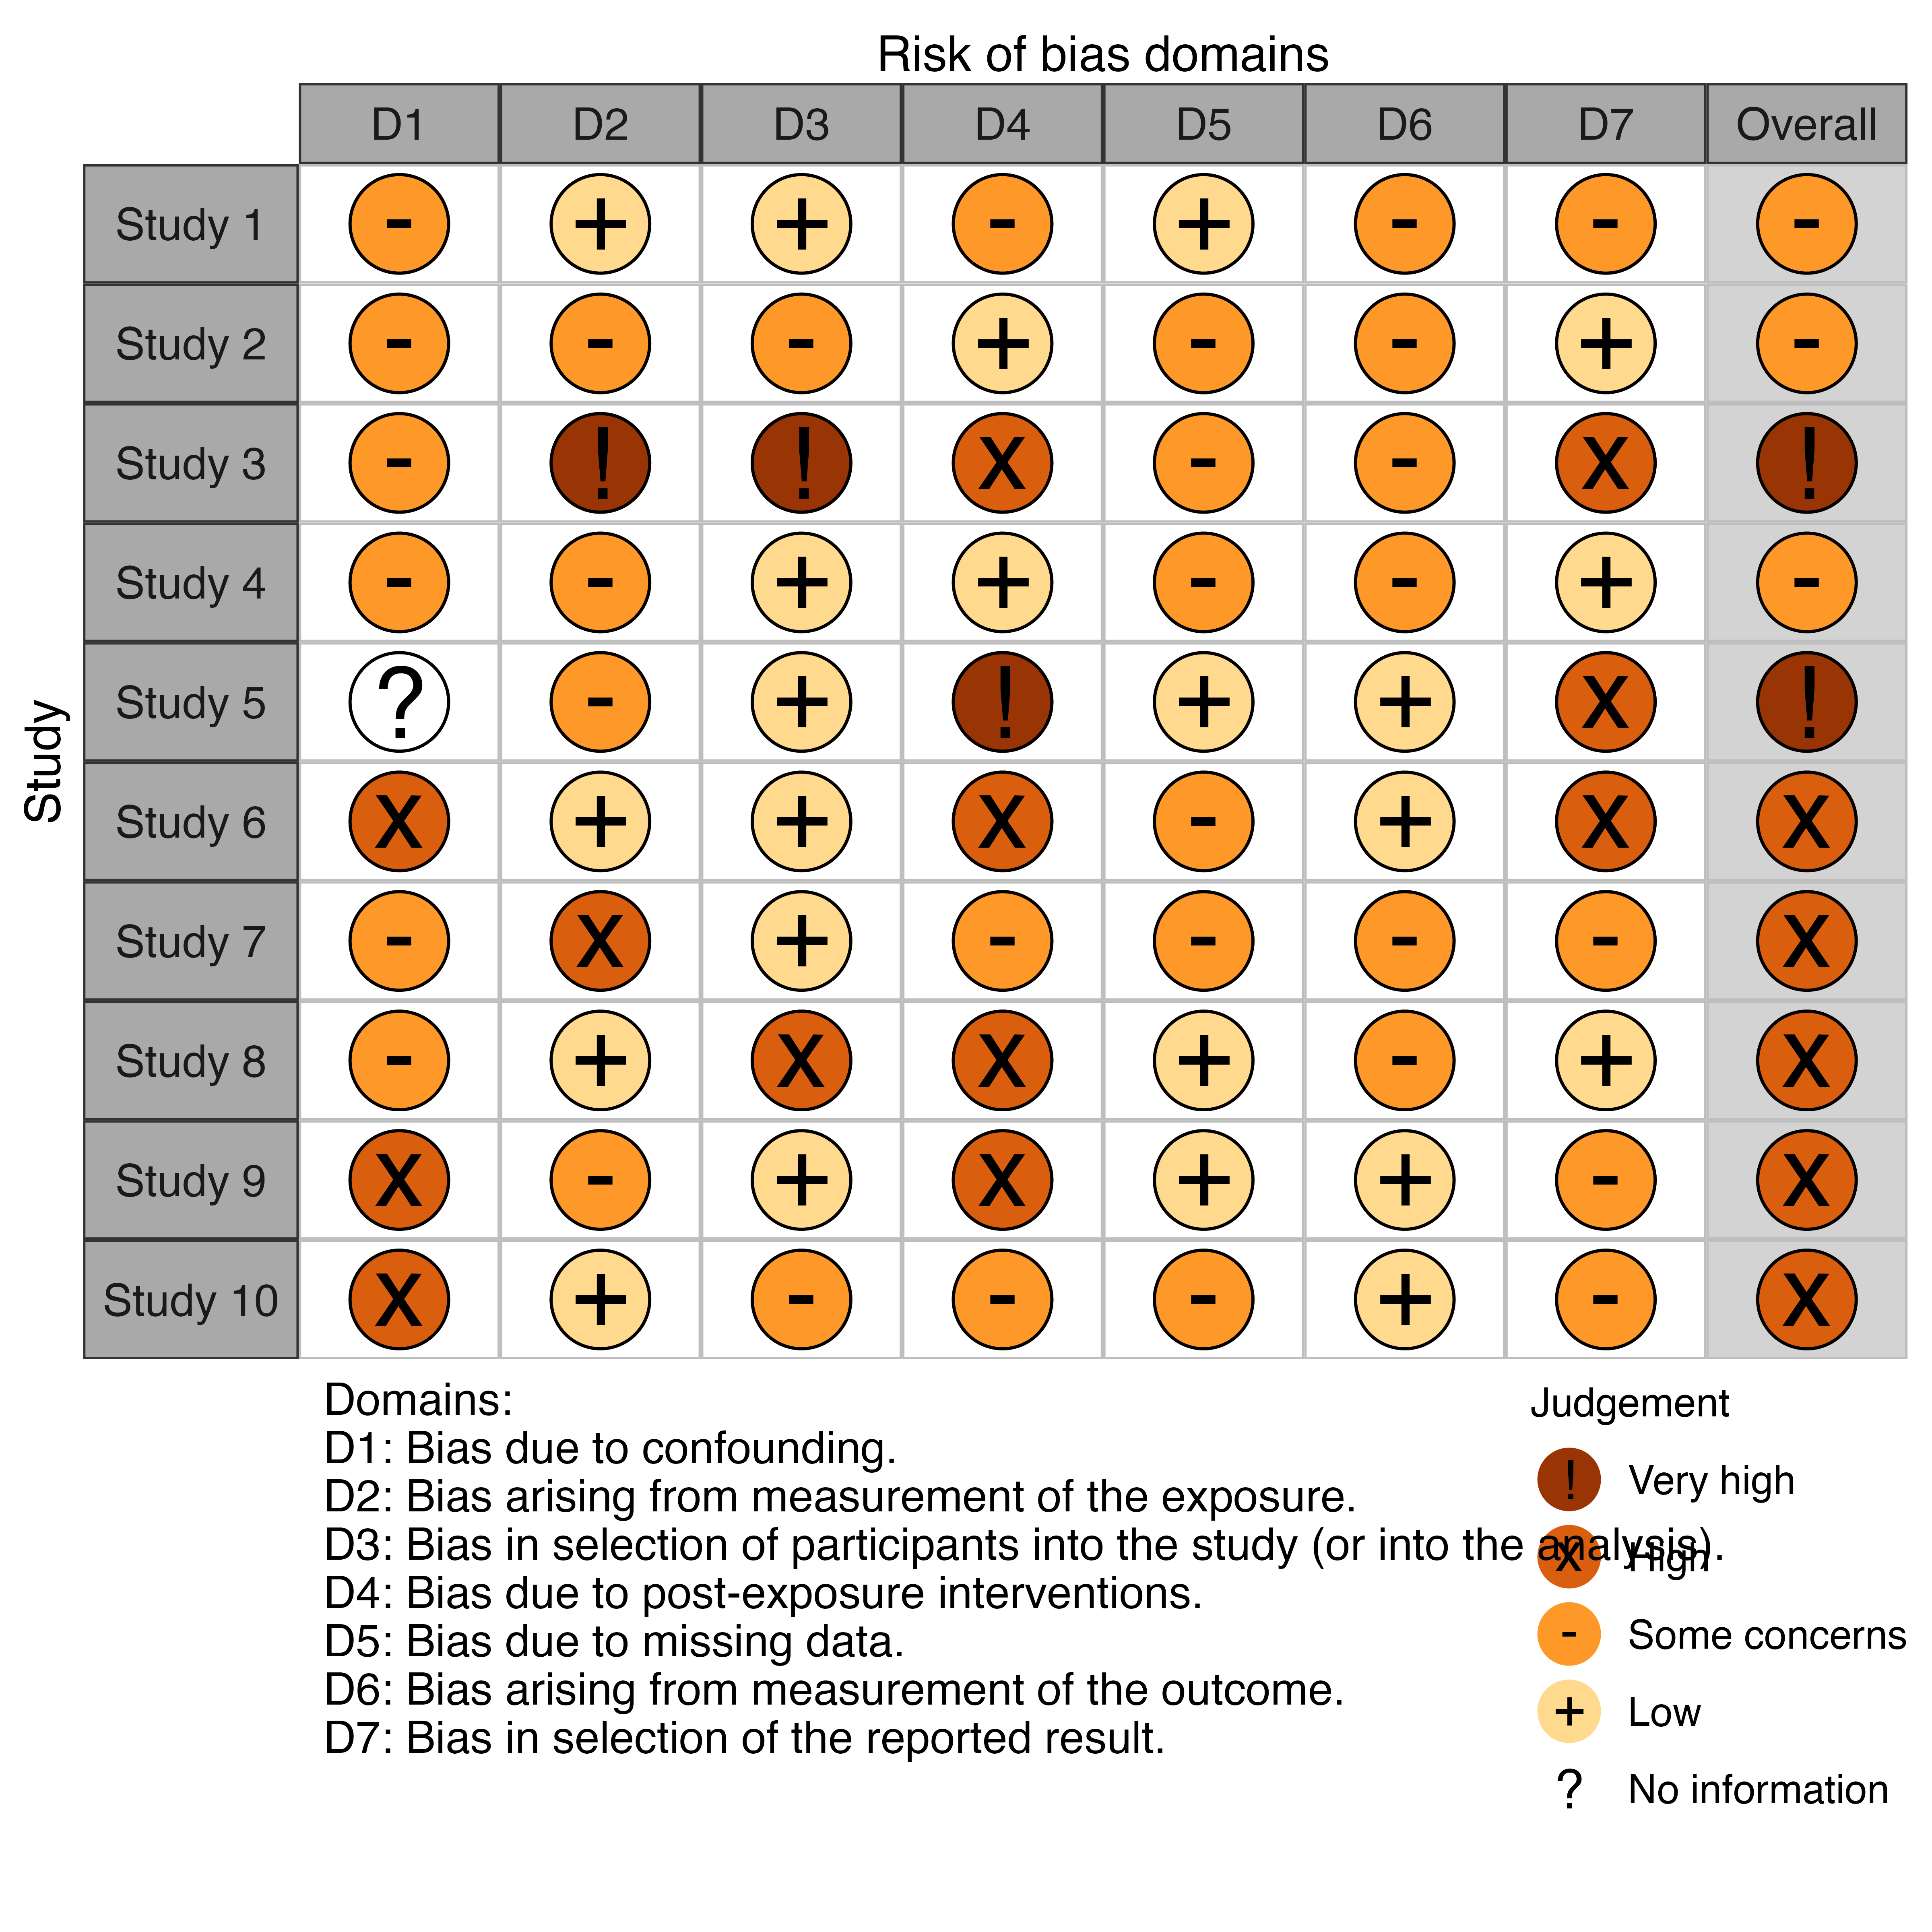 Risk of bias domains
D1 D2 D3 D4 D5 D6 D7 Overall
Study 1 - + + - + - - -
Study 2 - - - + - - + -
Study 3 - ! ! X - - X !
Study 4 - - + + - - + -
Study 5 ? - + ! + + X !
Study 6 X + + X - + X X
Study 7 - X + - - - - X
Study 8 - + X X + - + X
Study 9 X - + X + + - X
Study 10 X + - - - + - X
Study
Domains:
D1: Bias due to confounding.
D2: Bias arising from measurement of the exposure.
D3: Bias in selection of participants into the study (or into the analysis).
D4: Bias due to post-exposure interventions.
D5: Bias due to missing data.
D6: Bias arising from measurement of the outcome.
D7: Bias in selection of the reported result.
Judgement
! Very high
X High
- Some concerns
+ Low
? No information